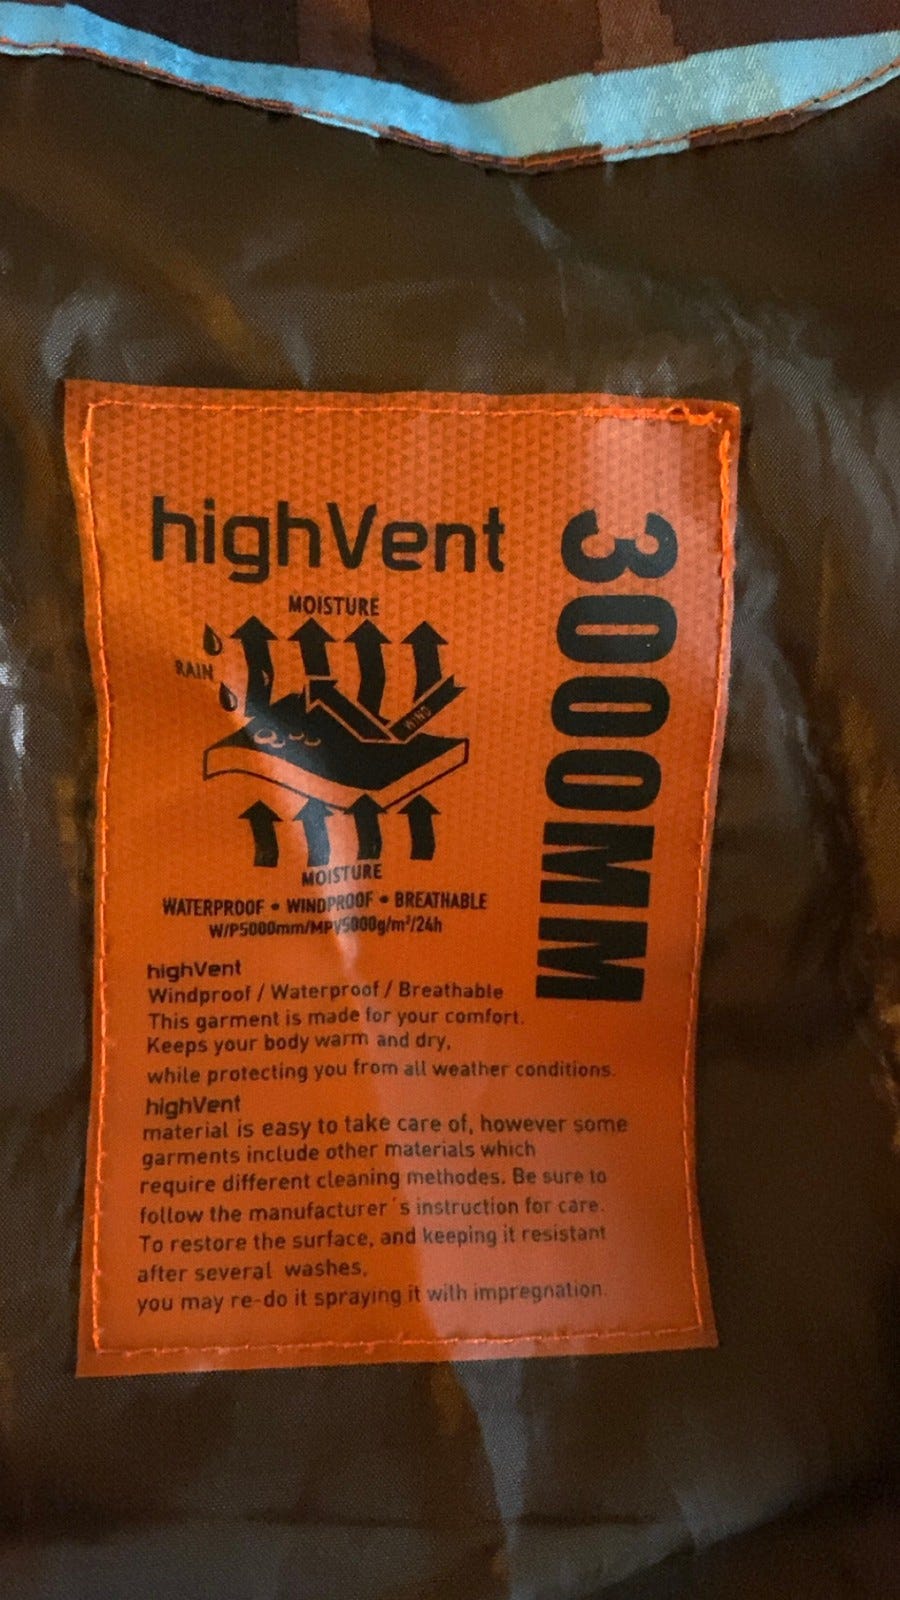 highVent
3000MM
MOISTURE
RAIN
WIND
MOISTURE
WATERPROOF • WINDPROOF • BREATHABLE
W/P5000mm/MPV5000g/m²/24h
highVent
Windproof / Waterproof / Breathable
This garment is made for your comfort.
Keeps your body warm and dry,
while protecting you from all weather conditions.
highVent
material is easy to take care of, however some
garments include other materials which
require different cleaning methodes. Be sure to
follow the manufacturer´s instruction for care.
To restore the surface, and keeping it resistant
after several washes,
you may re-do it spraying it with impregnation.